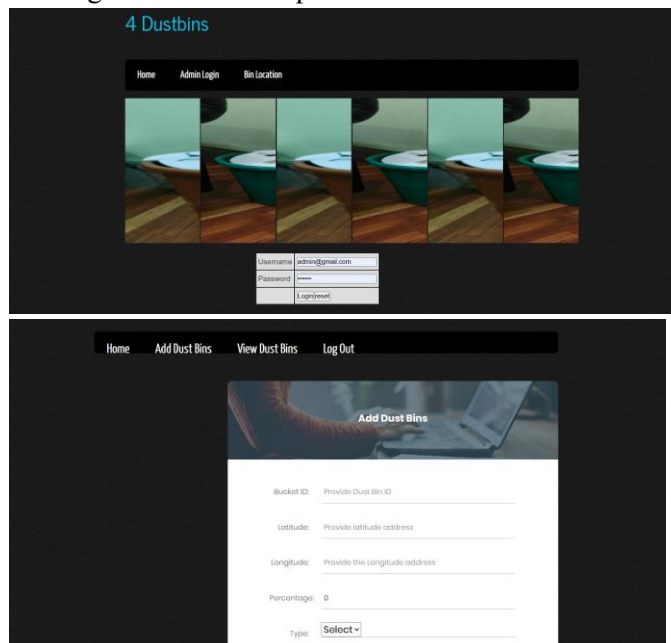 4 Dustbins
Home Admin Login Bin Location
Username admin@gmail.com
Password ••••••
Login reset
Home Add Dust Bins View Dust Bins Log Out
Add Dust Bins
Bucket ID: Provide Dust Bin ID
Latitude: Provide latitude address
Longitude: Provide the Longitude address
Percentage: 0
Type: Select